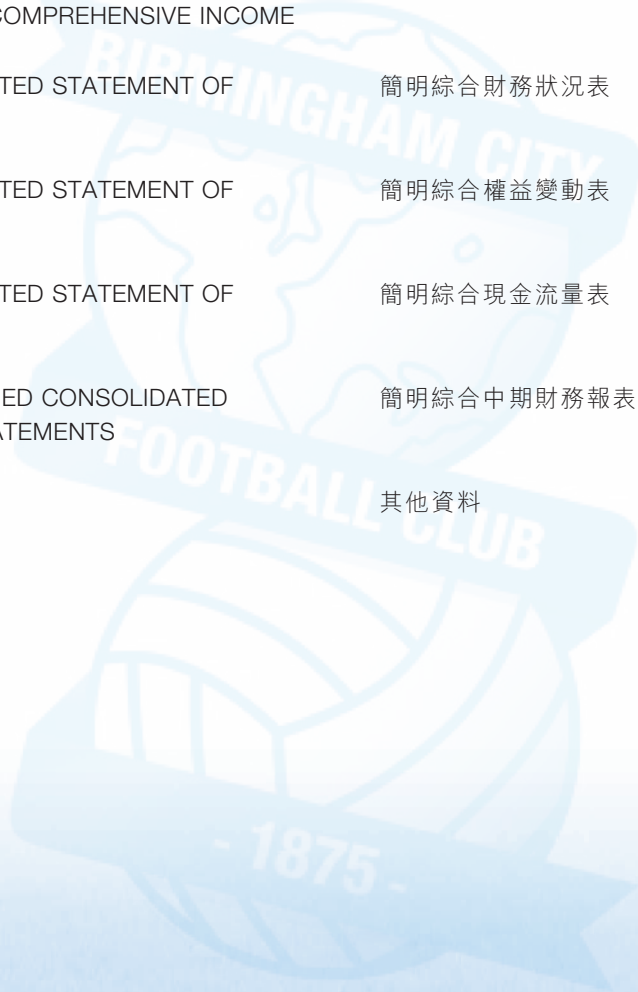 COMPREHENSIVE INCOME
TED STATEMENT OF 簡明綜合財務狀況表
TED STATEMENT OF 簡明綜合權益變動表
TED STATEMENT OF 簡明綜合現金流量表
ED CONSOLIDATED 簡明綜合中期財務報表
ATEMENTS
其他資料
BIRMINGHAM CITY
FOOTBALL CLUB
- 1875 -